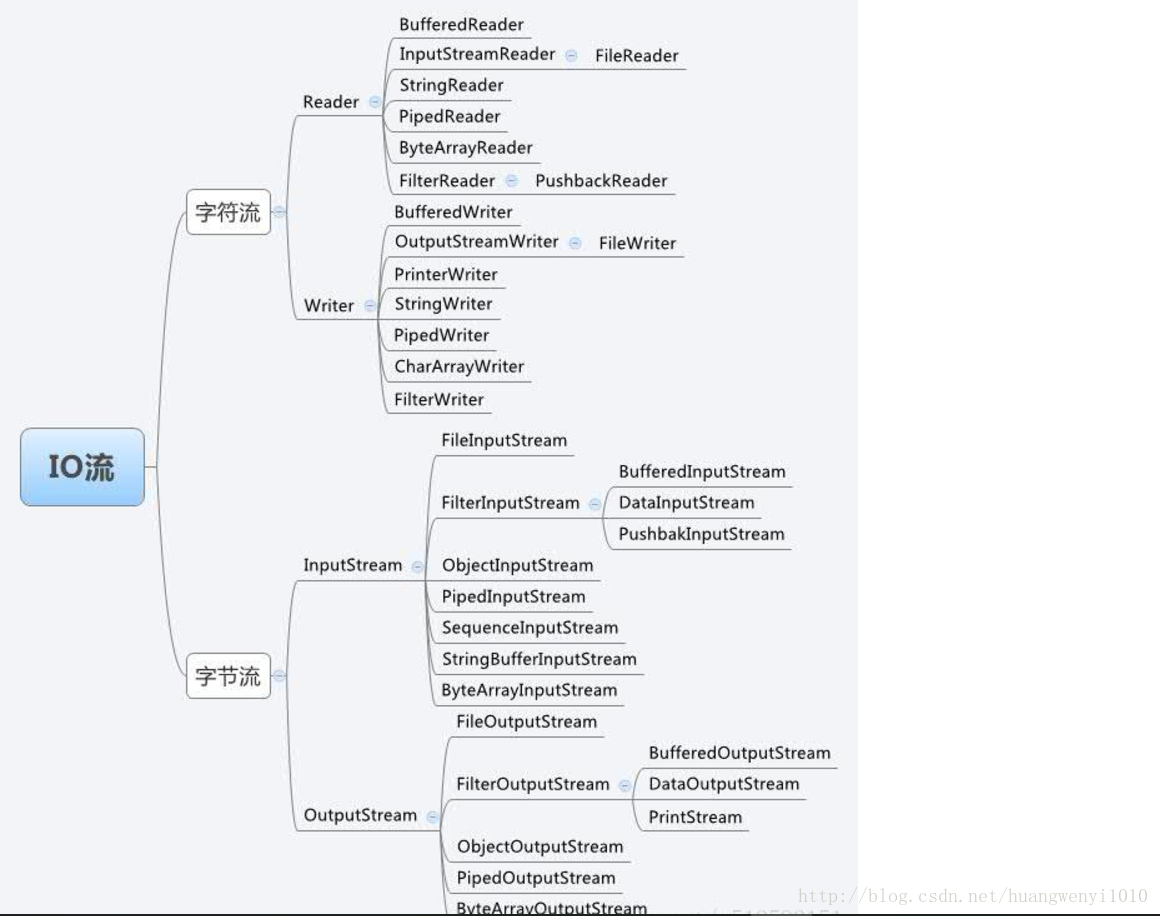 BufferedReader
InputStreamReader FileReader
StringReader
Reader
PipedReader
ByteArrayReader
FilterReader PushbackReader
字符流
BufferedWriter
OutputStreamWriter FileWriter
PrinterWriter
Writer
StringWriter
PipedWriter
CharArrayWriter
FilterWriter
IO流
FileInputStream
FilterInputStream
BufferedInputStream
DataInputStream
PushbakInputStream
InputStream
ObjectInputStream
PipedInputStream
SequenceInputStream
StringBufferInputStream
ByteArrayInputStream
字节流
FileOutputStream
FilterOutputStream
BufferedOutputStream
DataOutputStream
PrintStream
OutputStream
ObjectOutputStream
PipedOutputStream
ByteArrayOutputStream
http://blog.csdn.net/huangwenyi1010